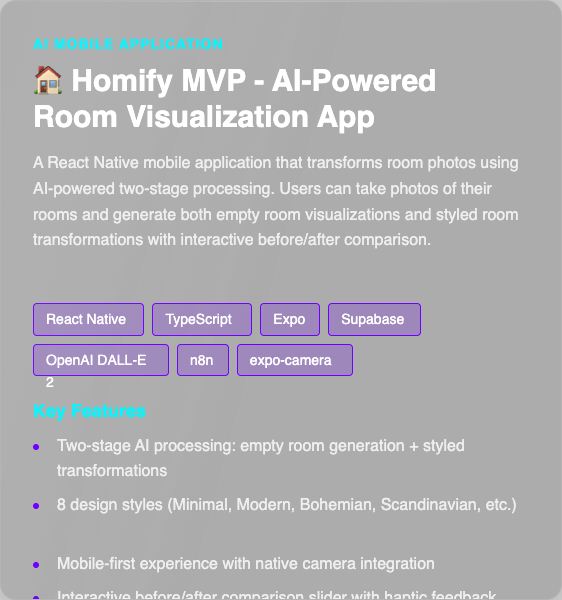 AI MOBILE APPLICATION
🏠 Homify MVP - AI-Powered
Room Visualization App
A React Native mobile application that transforms room photos using
AI-powered two-stage processing. Users can take photos of their
rooms and generate both empty room visualizations and styled room
transformations with interactive before/after comparison.
React Native TypeScript Expo Supabase
OpenAI DALL-E n8n expo-camera
2
Key Features
Two-stage AI processing: empty room generation + styled
transformations
8 design styles (Minimal, Modern, Bohemian, Scandinavian, etc.)
Mobile-first experience with native camera integration
Interactive before/after comparison slider with haptic feedback